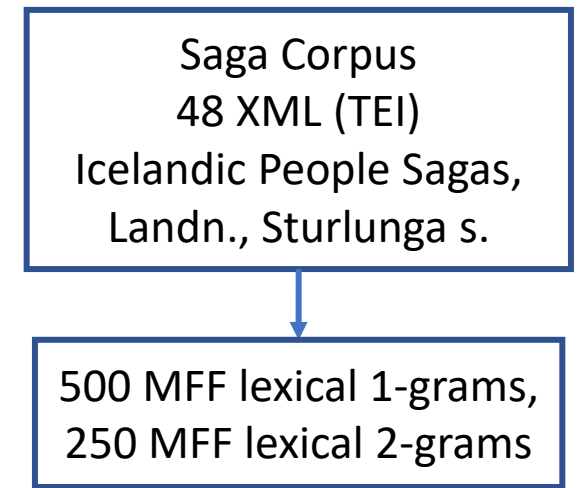 Saga Corpus
48 XML (TEI)
Icelandic People Sagas,
Landn., Sturlunga s.
500 MFF lexical 1-grams,
250 MFF lexical 2-grams